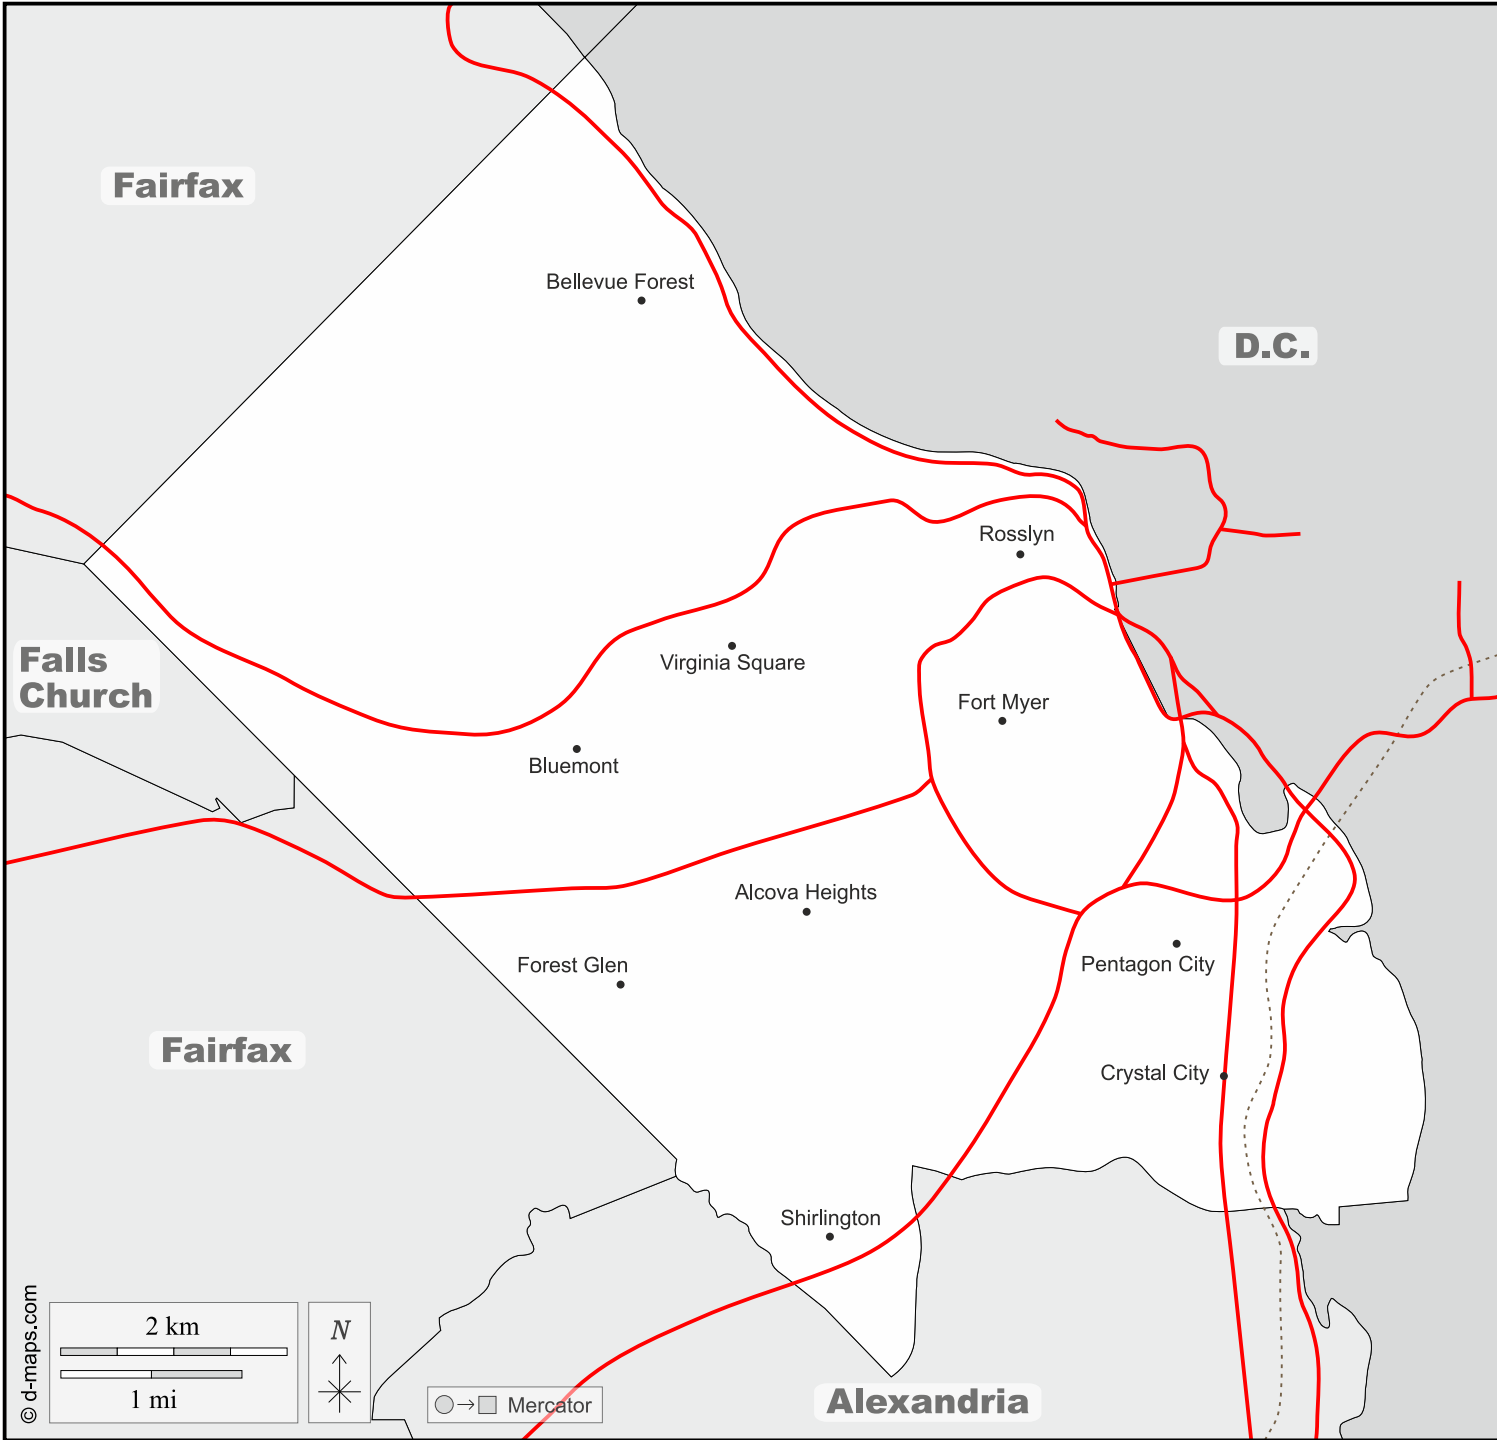 Fairfax
Bellevue Forest
D.C.
Rosslyn
Falls
Church
Virginia Square
Fort Myer
Bluemont
Alcova Heights
Forest Glen
Pentagon City
Fairfax
Crystal City
Shirlington
© d-maps.com
2 km
1 mi
N
Mercator
Alexandria